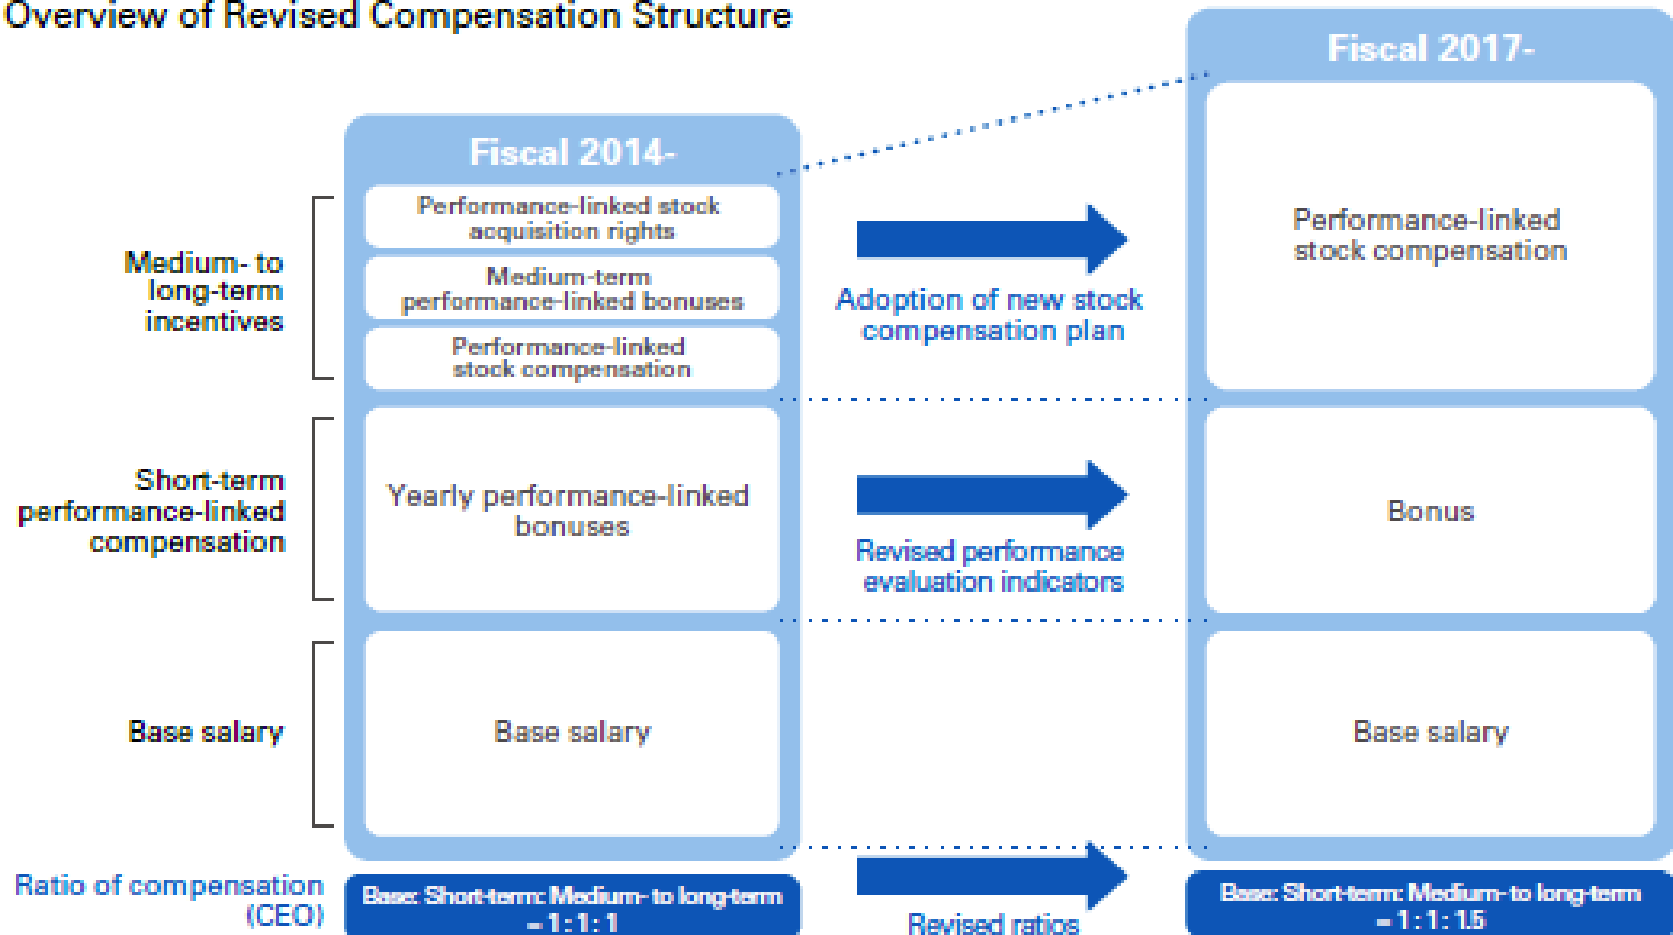 Overview of Revised Compensation Structure
Fiscal 2014-
Fiscal 2017-
Medium- to
long-term
incentives
Performance-linked stock
acquisition rights
Medium-term
performance-linked bonuses
Performance-linked
stock compensation
Adoption of new stock
compensation plan
Performance-linked
stock compensation
Short-term
performance-linked
compensation
Yearly performance-linked
bonuses
Revised performance
evaluation indicators
Bonus
Base salary
Base salary
Base salary
Ratio of compensation
(CEO)
Base: Short-term: Medium- to long-term
= 1 : 1 : 1
Revised ratios
Base: Short-term: Medium- to long-term
= 1 : 1 : 1.5